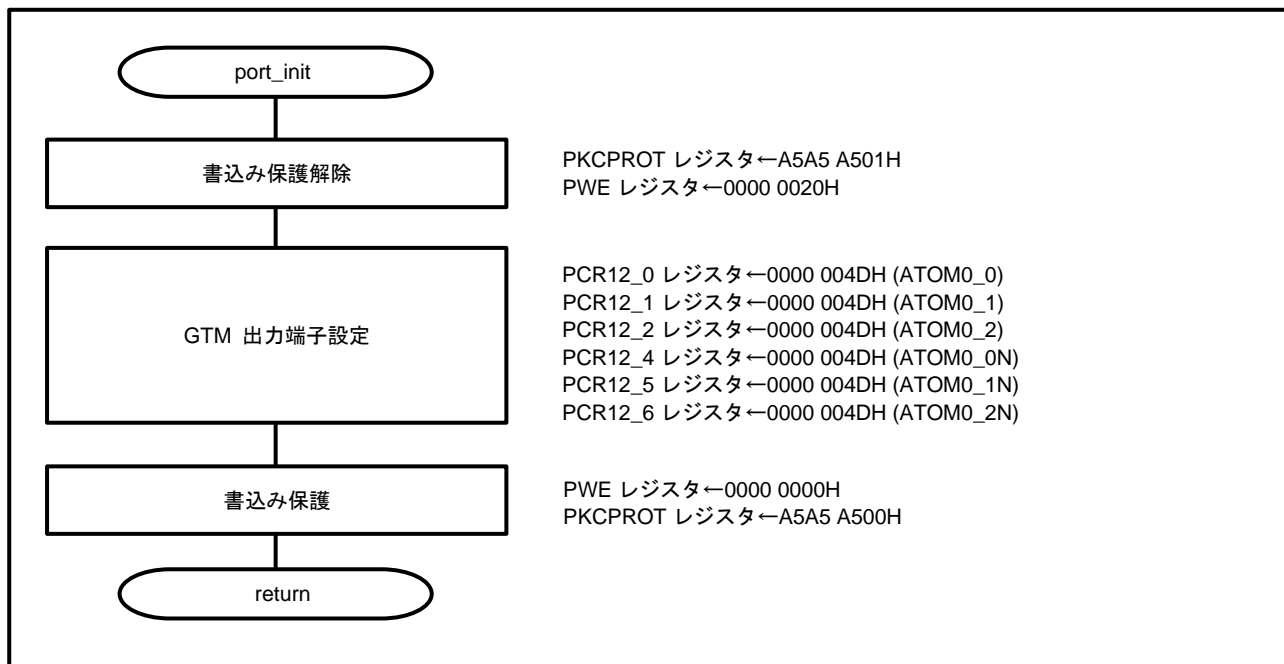 port_init
書込み保護解除
PKCPROT レジスタ←A5A5 A501H
PWE レジスタ←0000 0020H
GTM 出力端子設定
PCR12_0 レジスタ←0000 004DH (ATOM0_0)
PCR12_1 レジスタ←0000 004DH (ATOM0_1)
PCR12_2 レジスタ←0000 004DH (ATOM0_2)
PCR12_4 レジスタ←0000 004DH (ATOM0_0N)
PCR12_5 レジスタ←0000 004DH (ATOM0_1N)
PCR12_6 レジスタ←0000 004DH (ATOM0_2N)
書込み保護
PWE レジスタ←0000 0000H
PKCPROT レジスタ←A5A5 A500H
return